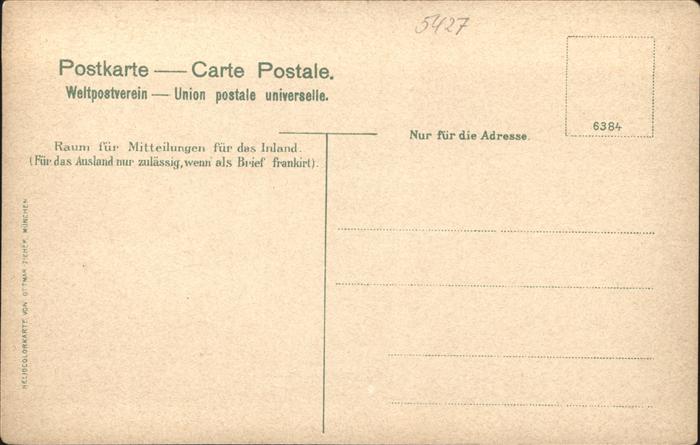 5427
Postkarte — Carte Postale.
Weltpostverein — Union postale universelle.
6384
Nur für die Adresse.
Raum für Mitteilungen für das Inland.
(Für das Ausland nur zulässig, wenn als Brief frankirt).
HELIOCOLORKARTE VON OTTMAR ZIEHER, MÜNCHEN